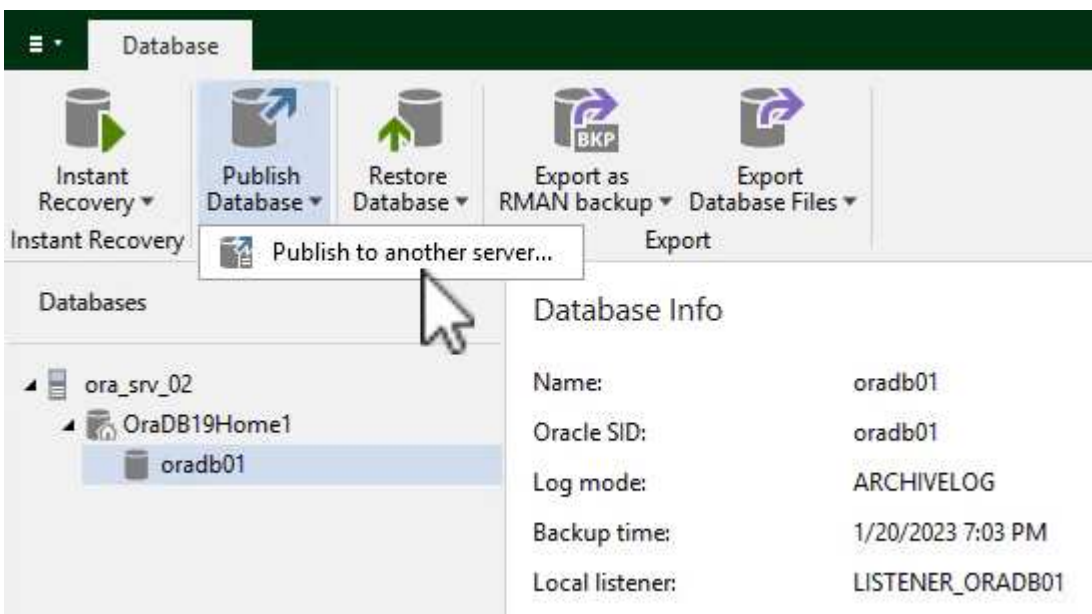 Database
Instant
Recovery
Publish
Database
Restore
Database
BKP
Export as
RMAN backup
Export
Database Files
Instant Recovery
Export
Publish to another server...
Databases
ora_srv_02
OraDB19Home1
oradb01
Database Info
Name: oradb01
Oracle SID: oradb01
Log mode: ARCHIVELOG
Backup time: 1/20/2023 7:03 PM
Local listener: LISTENER_ORADB01